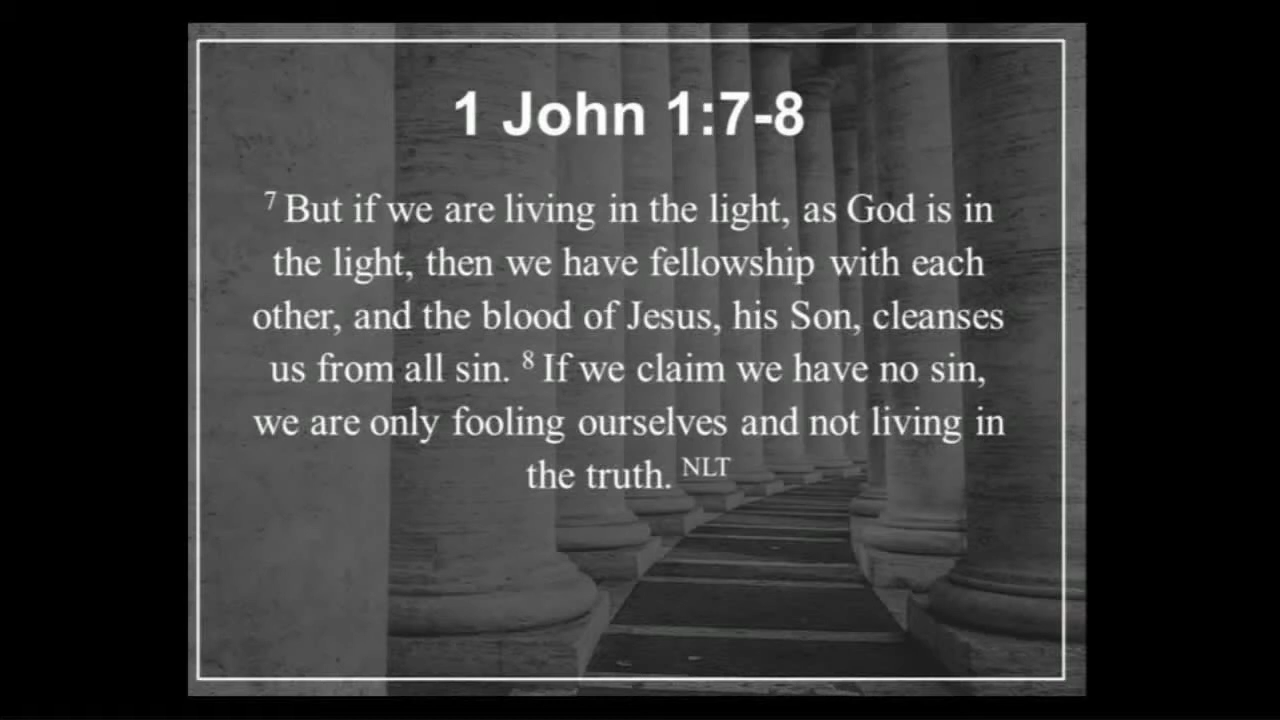 1 John 1:7-8
7 But if we are living in the light, as God is in
the light, then we have fellowship with each
other, and the blood of Jesus, his Son, cleanses
us from all sin. 8 If we claim we have no sin,
we are only fooling ourselves and not living in
the truth. NLT